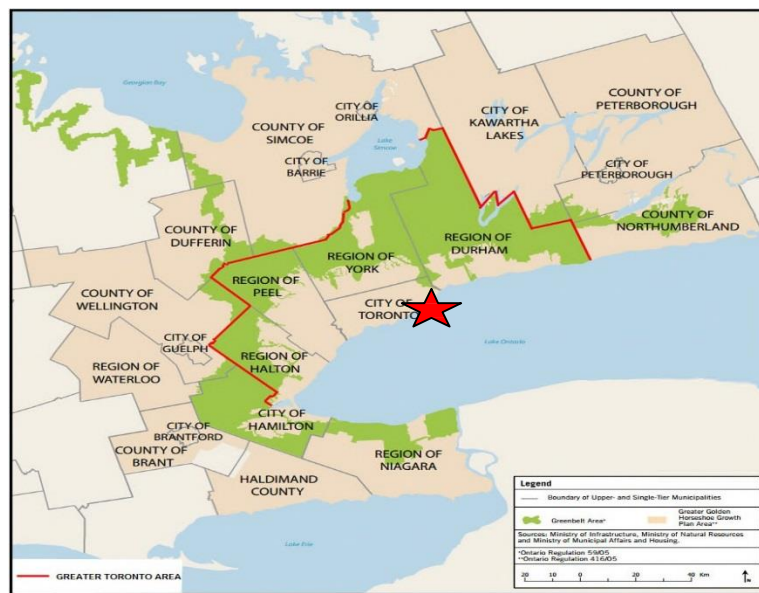 Georgian Bay
CITY OF
ORILLIA
COUNTY OF
SIMCOE
Lake
Simcoe
CITY OF
BARRIE
CITY OF
KAWARTHA
LAKES
COUNTY OF
PETERBOROUGH
CITY OF
PETERBOROUGH
COUNTY OF
NORTHUMBERLAND
COUNTY OF
DUFFERIN
REGION OF
YORK
REGION OF
DURHAM
REGION OF
PEEL
CITY OF
TORONTO
COUNTY OF
WELLINGTON
CITY OF
GUELPH
REGION OF
HALTON
Lake Ontario
REGION OF
WATERLOO
CITY OF
HAMILTON
CITY OF
BRANTFORD
COUNTY OF
BRANT
REGION OF
NIAGARA
HALDIMAND
COUNTY
Lake Erie
Legend
Boundary of Upper- and Single-Tier Municipalities
Greenbelt Area*
Greater Golden
Horseshoe Growth
Plan Area**
Sources: Ministry of Infrastructure, Ministry of Natural Resources
and Ministry of Municipal Affairs and Housing.
*Ontario Regulation 59/05
**Ontario Regulation 416/05
20 10 0 20 40 Km
N
GREATER TORONTO AREA